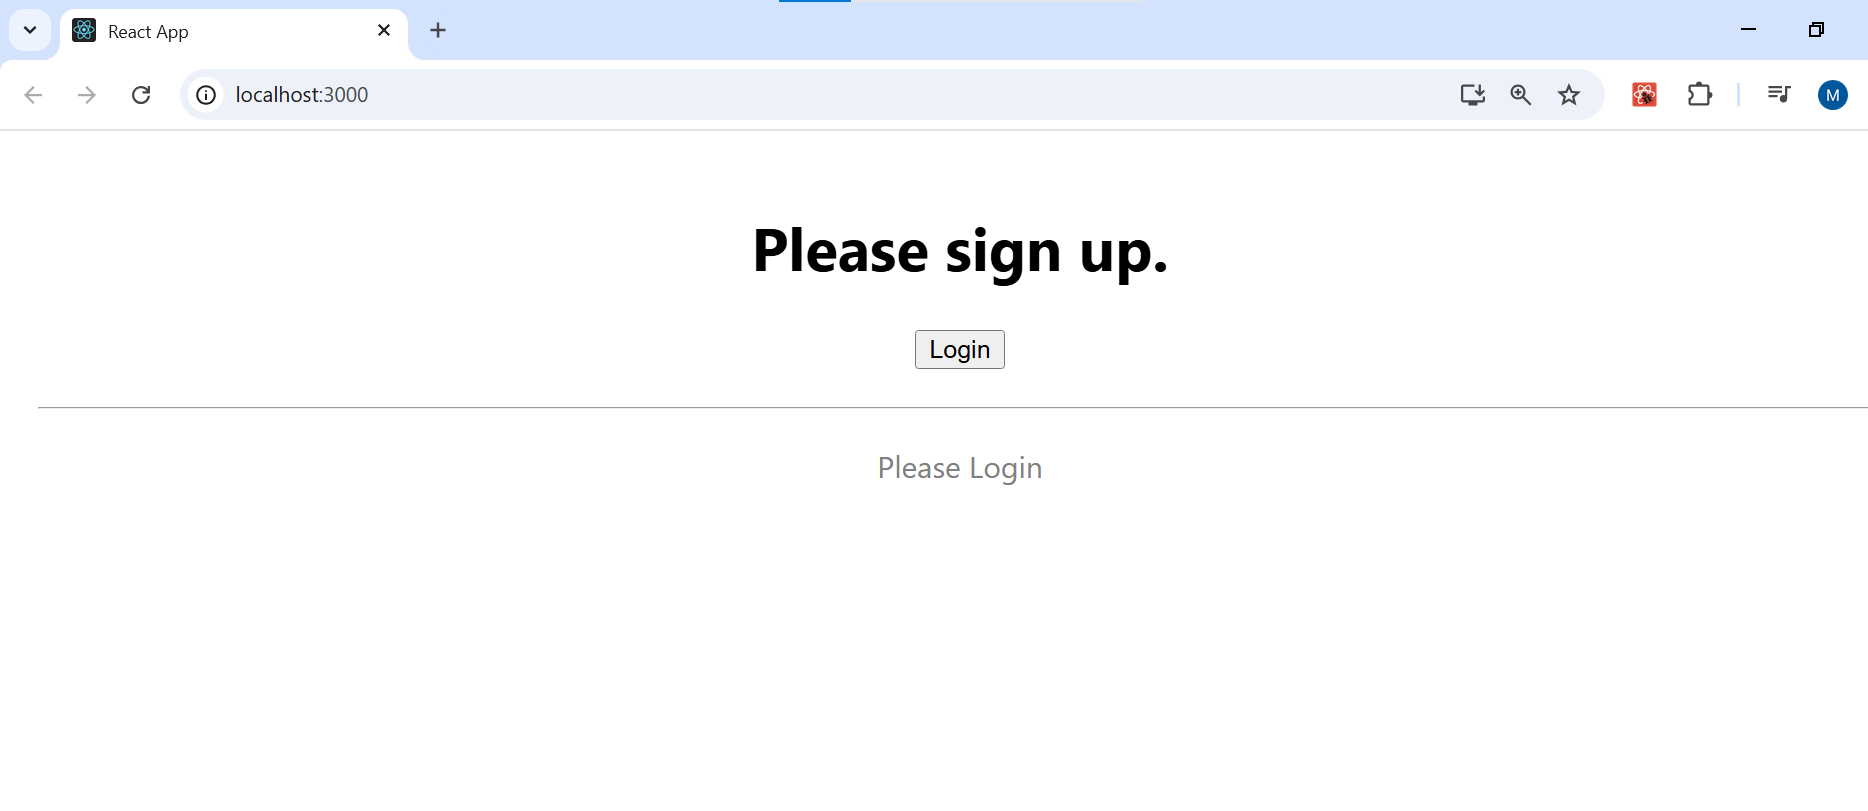 React App
localhost:3000
M
Please sign up.
Login
Please Login